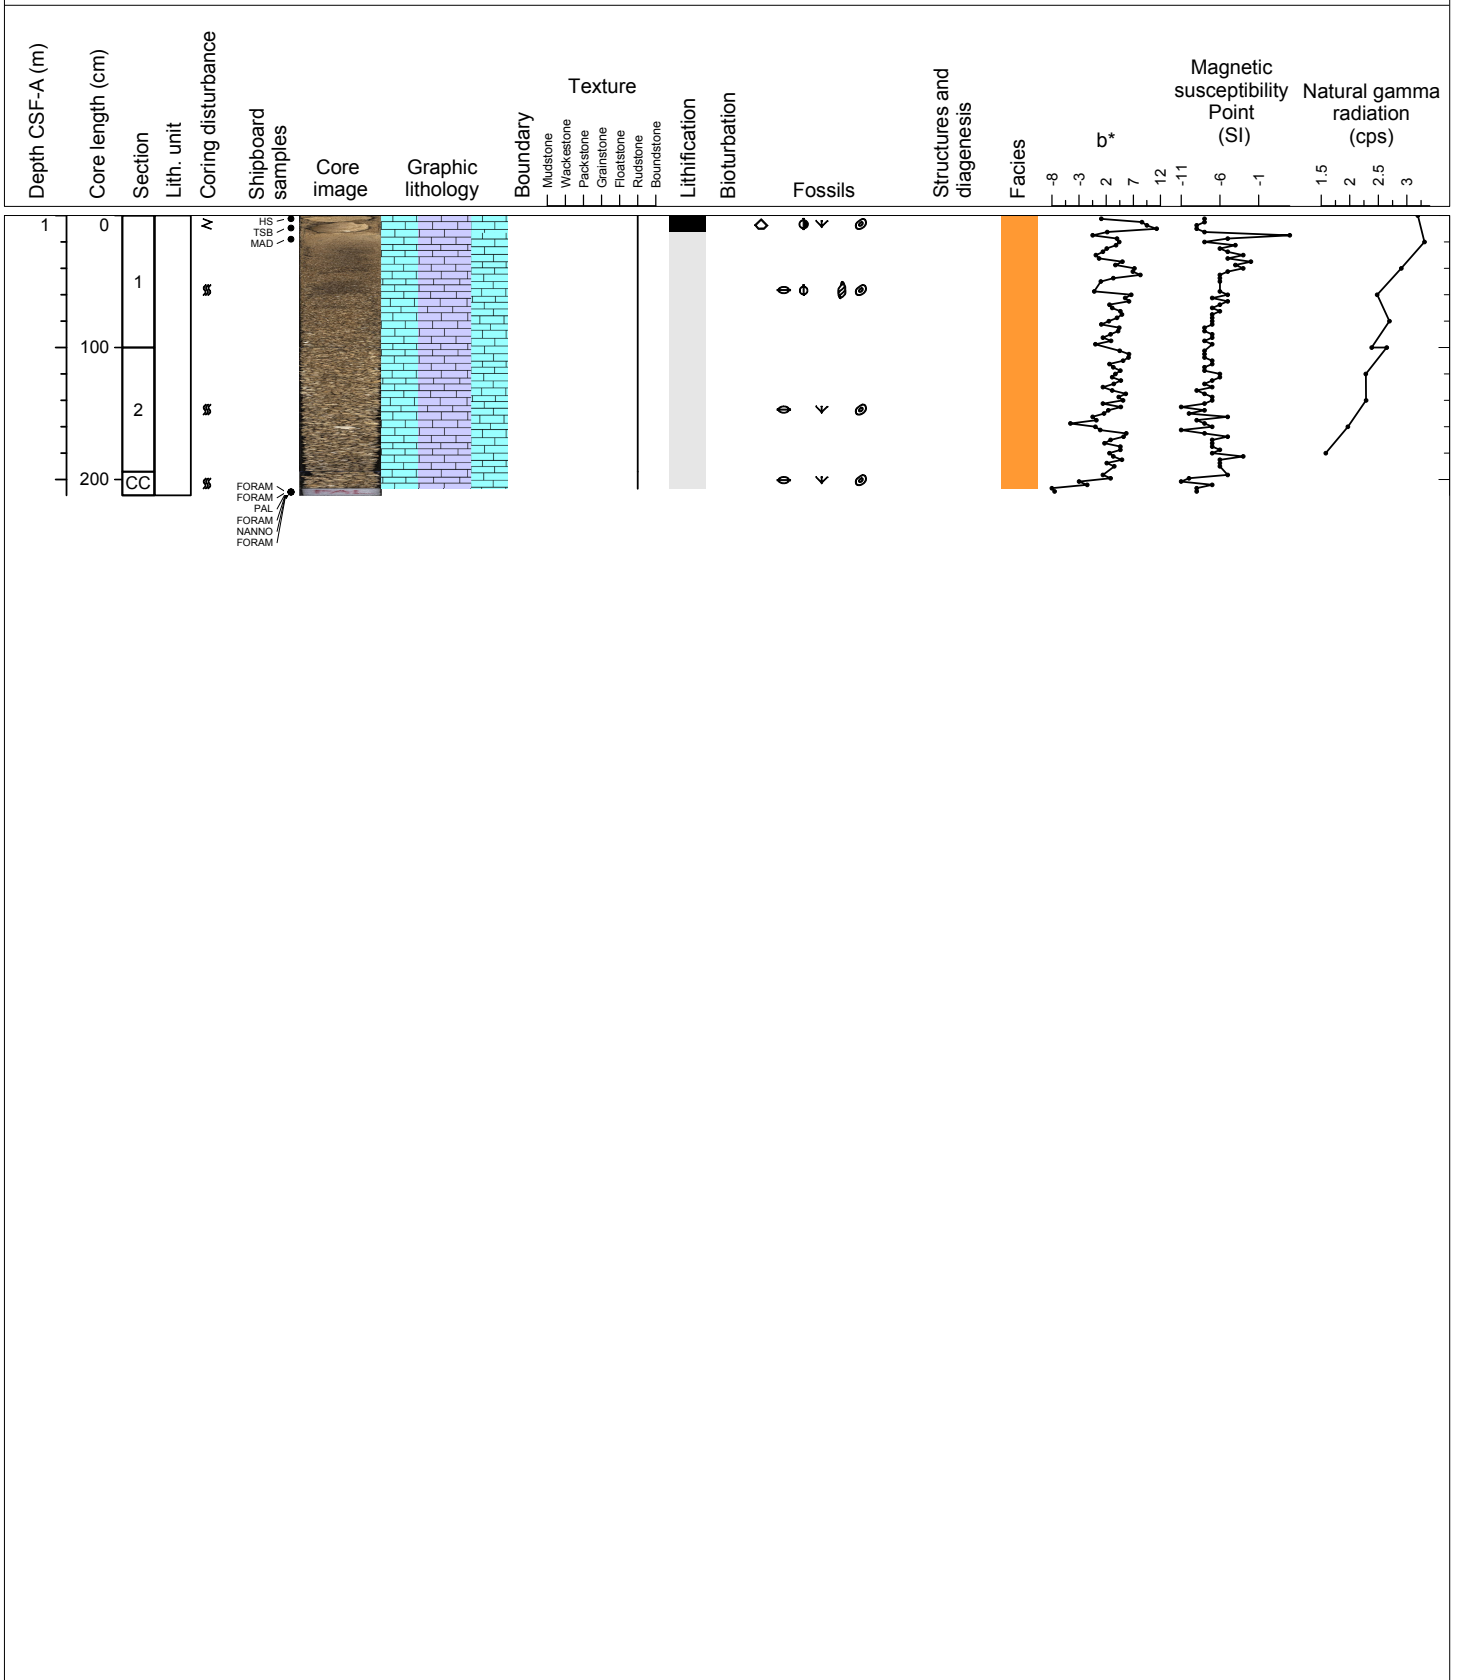 Depth CSF-A (m)
Core length (cm)
Section
Lith. unit
Coring disturbance
Shipboard
samples
Core
image
Graphic
lithology
Boundary
Texture
Mudstone
Wackestone
Packstone
Grainstone
Floatstone
Rudstone
Boundstone
Lithification
Bioturbation
Fossils
Structures and
diagenesis
Facies
b*
-8
-3
2
7
12
Magnetic
susceptibility
Point
(SI)
-11
-6
-1
Natural gamma
radiation
(cps)
1.5
2
2.5
3
1
0
100
200
1
2
CC
HS
TSB
MAD
FORAM
FORAM
PAL
FORAM
NANNO
FORAM